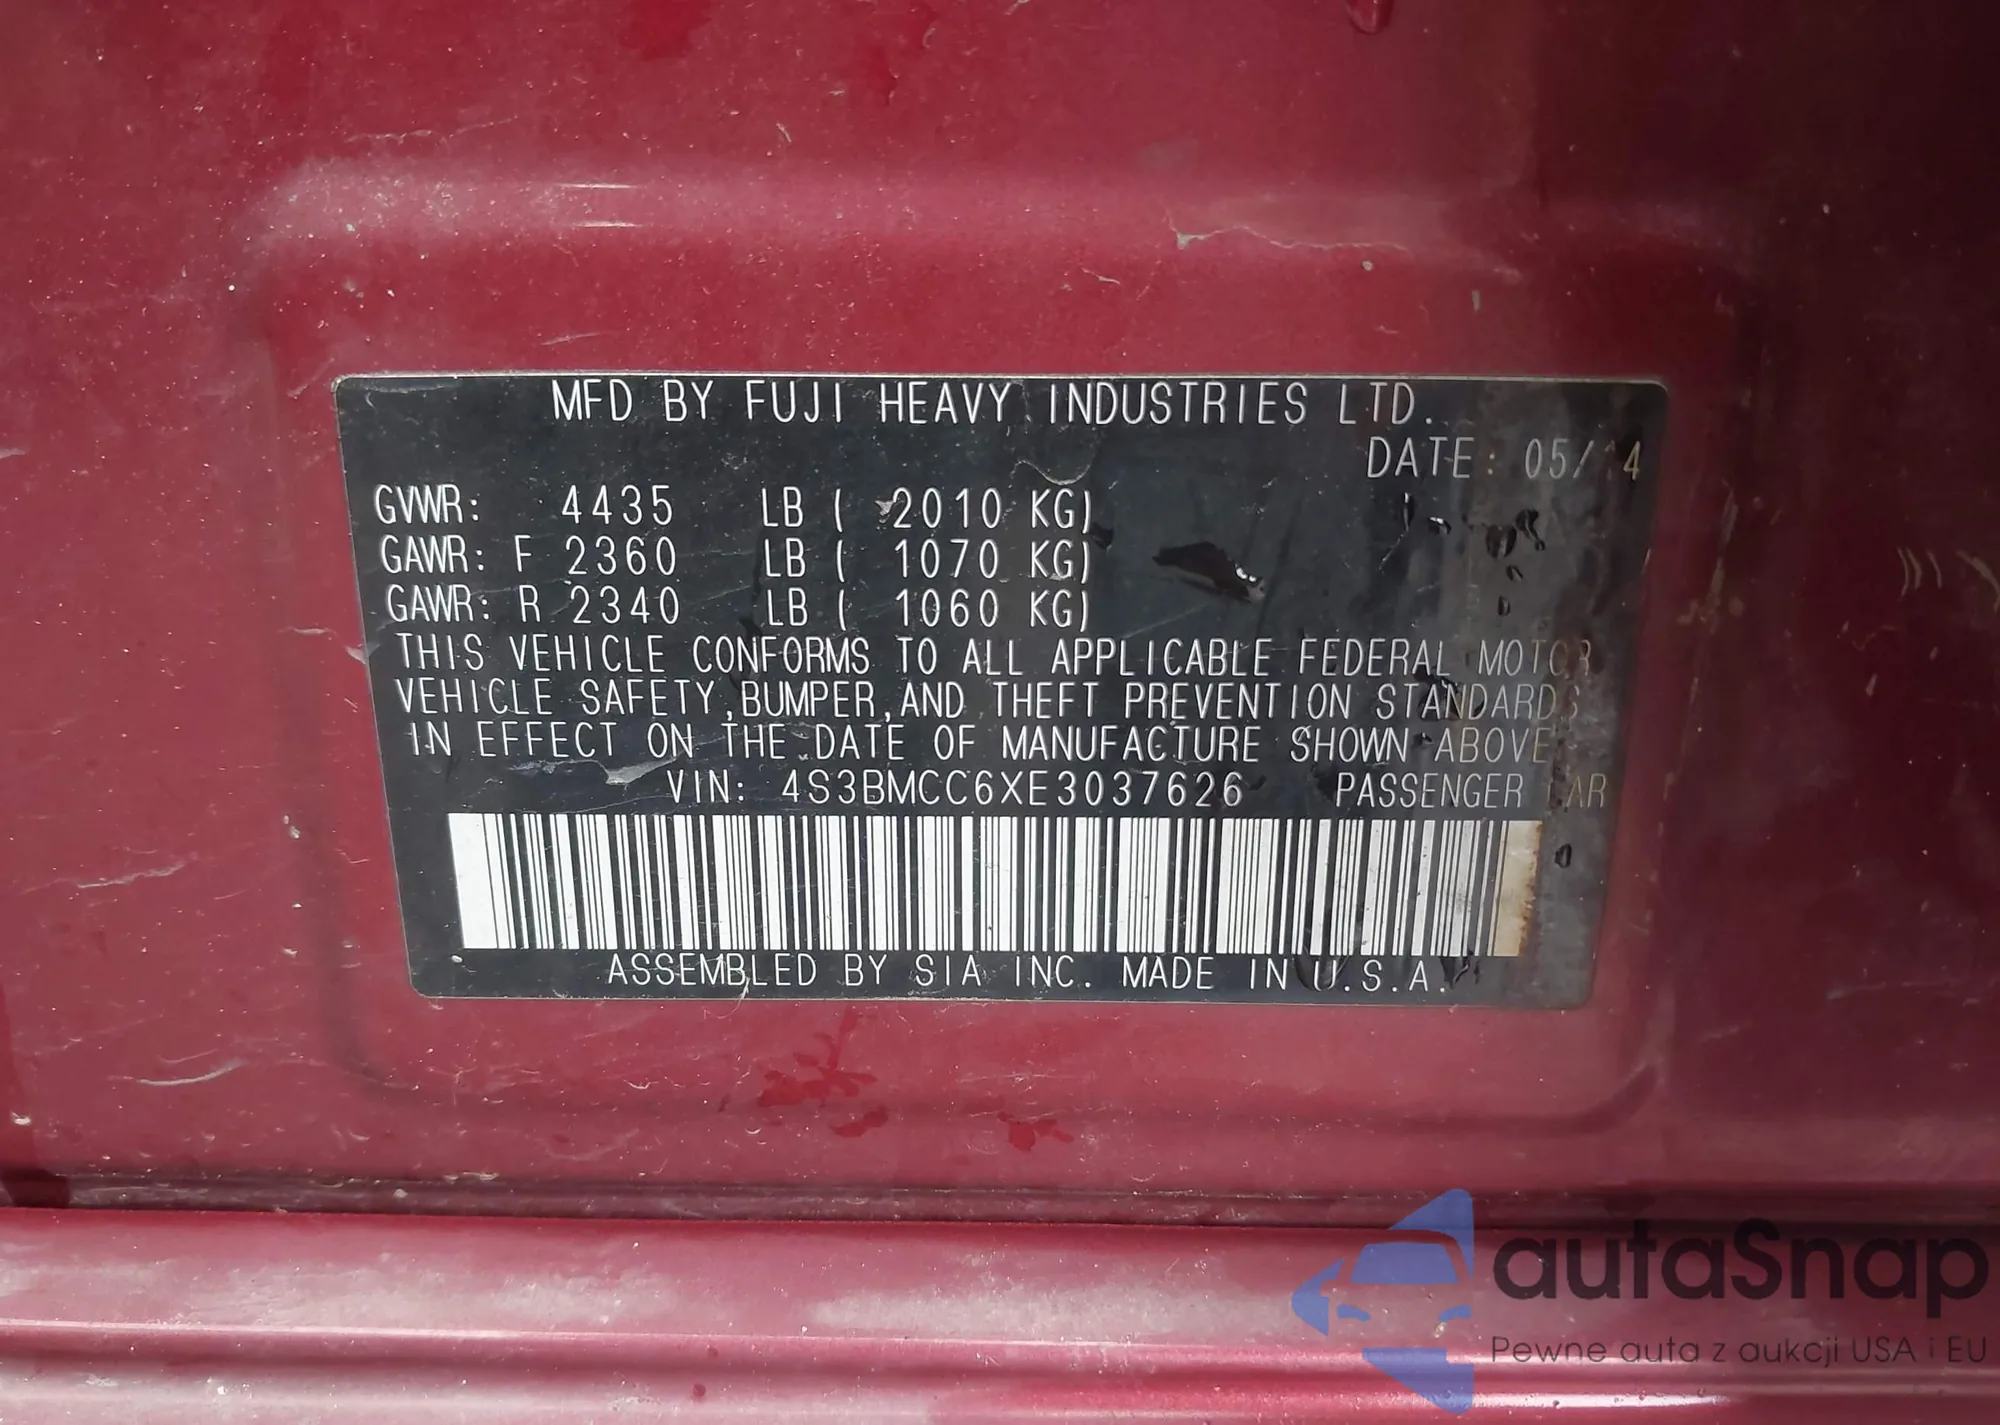 MFD BY FUJI HEAVY INDUSTRIES LTD.
DATE: 05/14
GVWR: 4435 LB ( 2010 KG)
GAWR: F 2360 LB ( 1070 KG)
GAWR: R 2340 LB ( 1060 KG)
THIS VEHICLE CONFORMS TO ALL APPLICABLE FEDERAL MOTOR
VEHICLE SAFETY,BUMPER,AND THEFT PREVENTION STANDARDS
IN EFFECT ON THE DATE OF MANUFACTURE SHOWN ABOVE
VIN: 4S3BMCC6XE3037626 PASSENGER CAR
ASSEMBLED BY SIA INC. MADE IN U.S.A.
autaSnap
Pewne auta z aukcji USA i EU